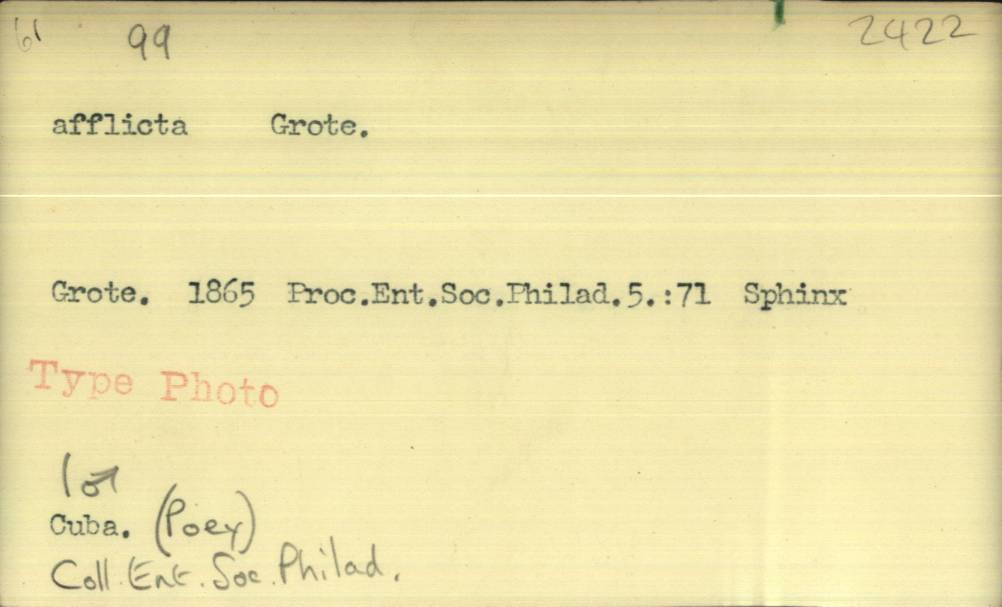 61 99 2422
afflicta Grote.
Grote. 1865 Proc.Ent.Soc.Philad.5.:71 Sphinx
Type Photo
1♂
Cuba. (Poey)
Coll. Ent. Soc. Philad.